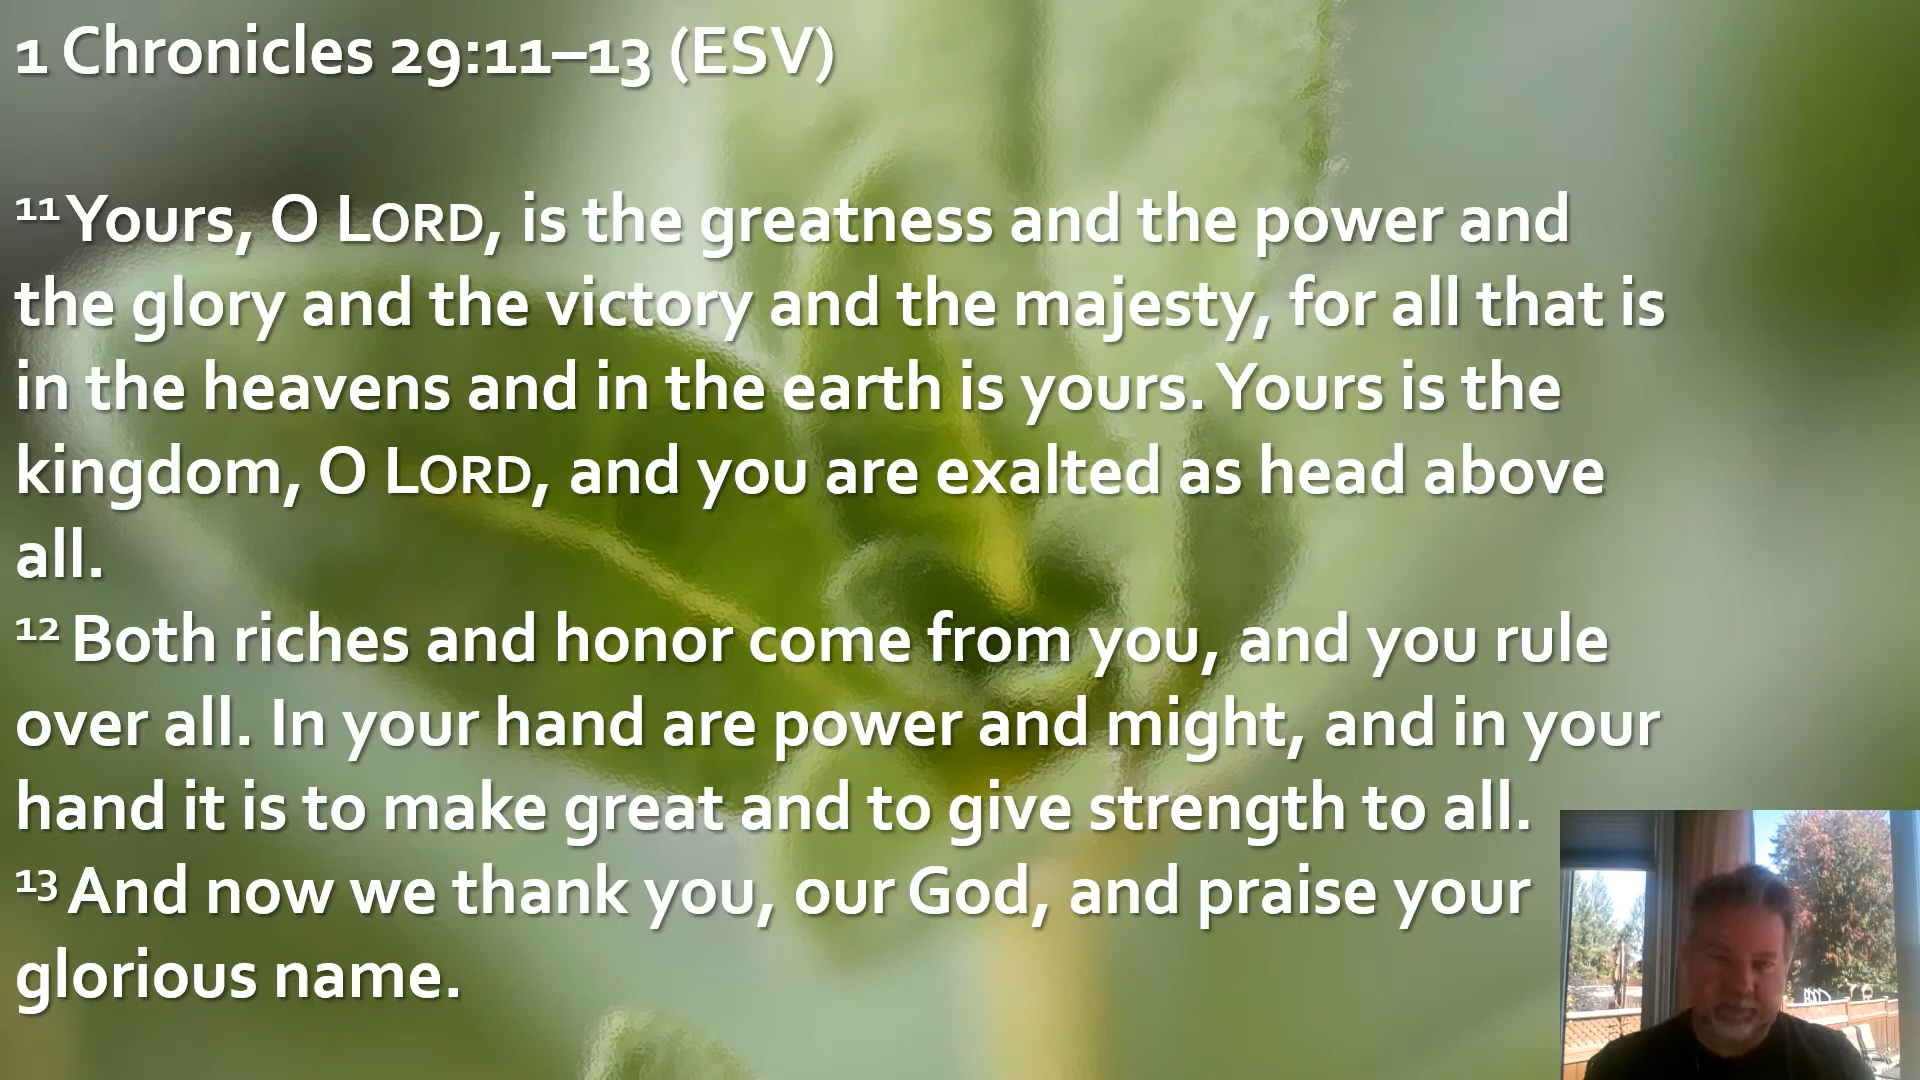 1 Chronicles 29:11–13 (ESV)
11 Yours, O LORD, is the greatness and the power and
the glory and the victory and the majesty, for all that is
in the heavens and in the earth is yours. Yours is the
kingdom, O LORD, and you are exalted as head above
all.
12 Both riches and honor come from you, and you rule
over all. In your hand are power and might, and in your
hand it is to make great and to give strength to all.
13 And now we thank you, our God, and praise your
glorious name.